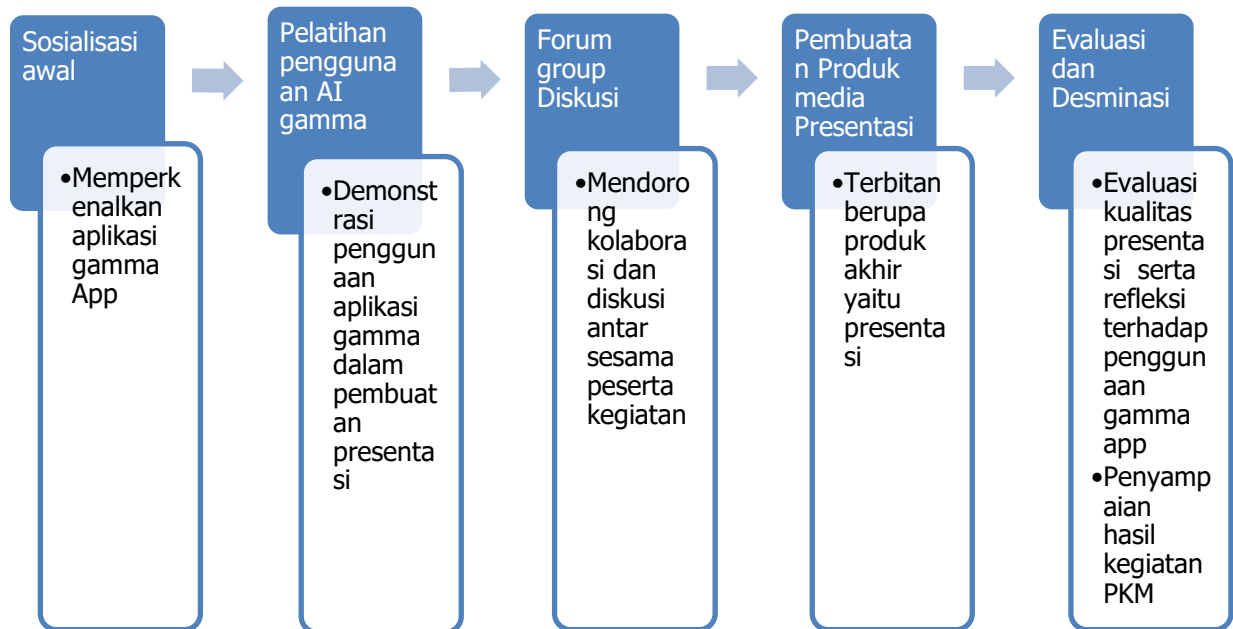 Sosialisasi
awal
•Memperk
enalkan
aplikasi
gamma
App
Pelatihan
pengguna
an AI
gamma
•Demonst
rasi
penggun
aan
aplikasi
gamma
dalam
pembuat
an
presenta
si
Forum
group
Diskusi
•Mendoro
ng
kolabora
si dan
diskusi
antar
sesama
peserta
kegiatan
Pembuata
n Produk
media
Presentasi
•Terbitan
berupa
produk
akhir
yaitu
presenta
si
Evaluasi
dan
Desminasi
•Evaluasi
kualitas
presenta
si serta
refleksi
terhadap
penggun
aan
gamma
app
•Penyamp
aian
hasil
kegiatan
PKM